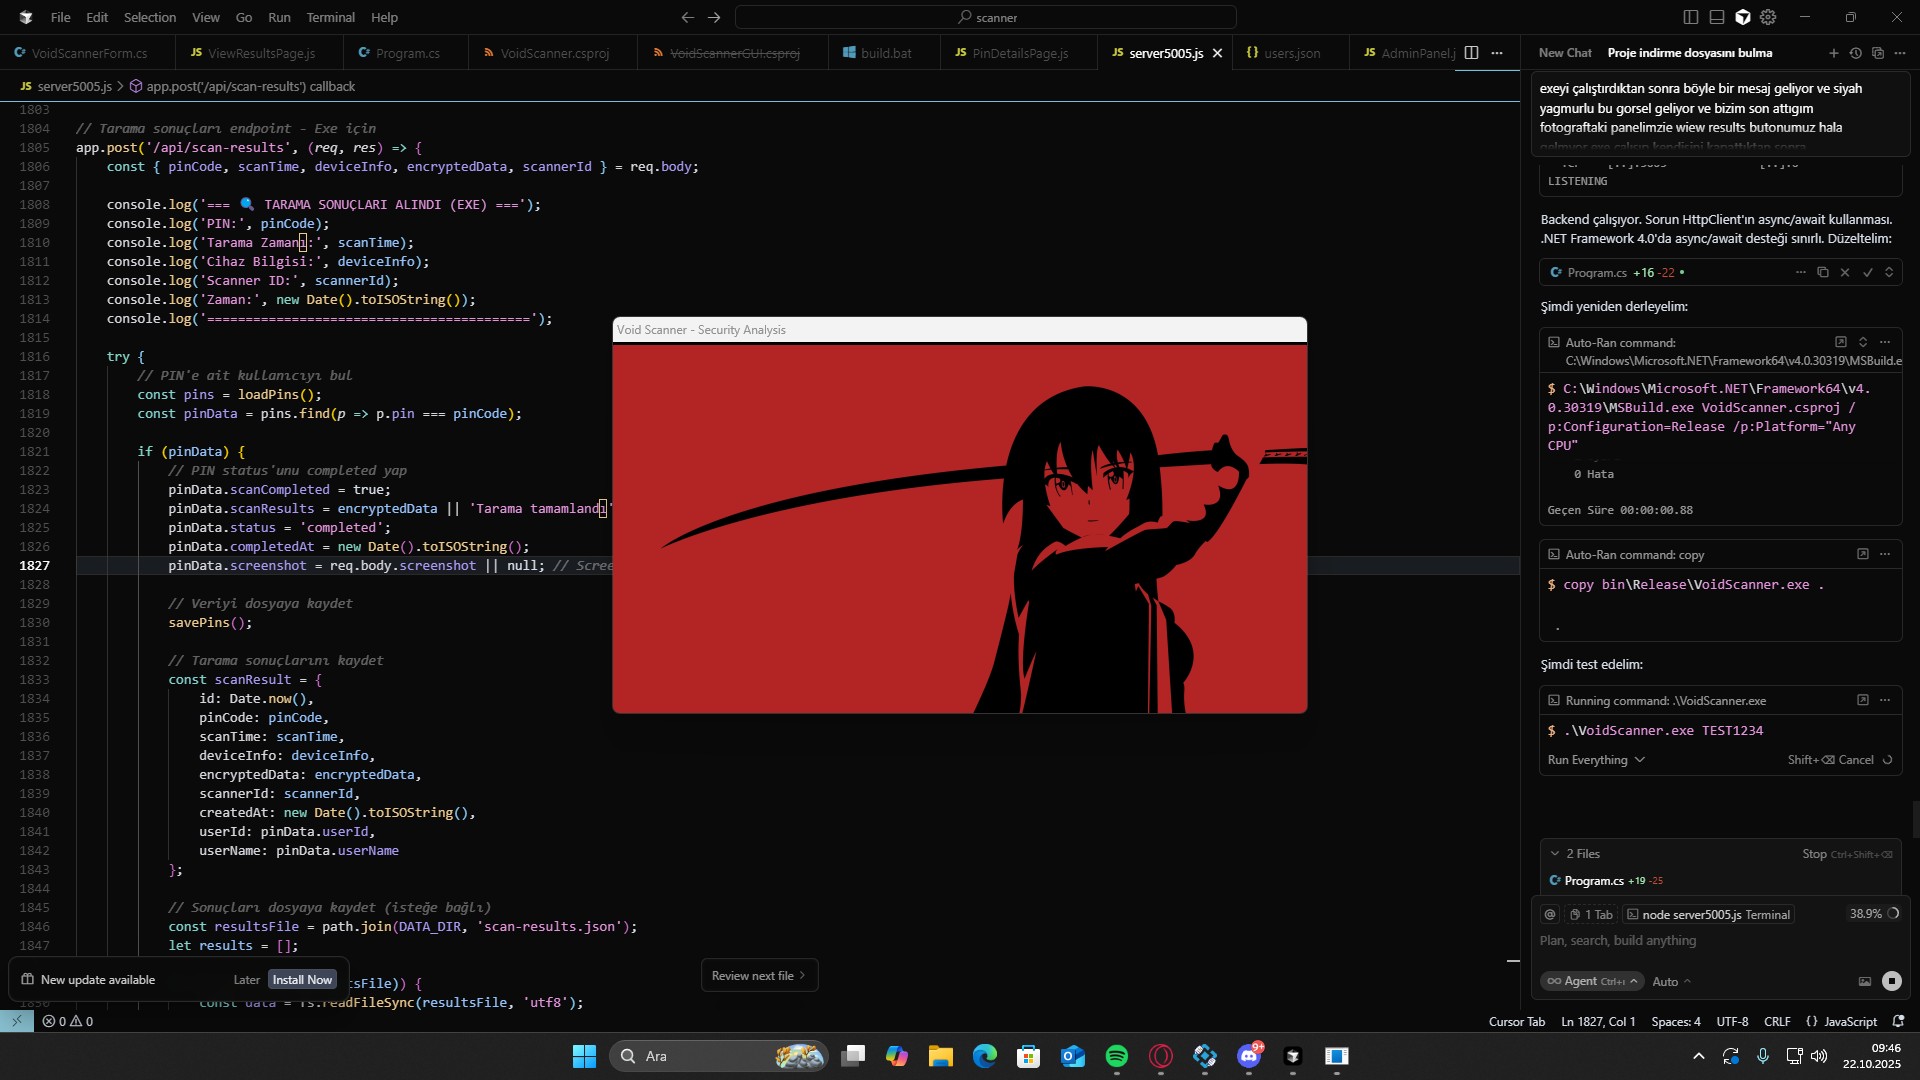 File Edit Selection View Go Run Terminal Help
scanner
VoidScannerForm.cs
JS ViewResultsPage.js
Program.cs
VoidScanner.csproj
VoidScannerGUI.csproj
build.bat
JS PinDetailsPage.js
JS server5005.js
{} users.json
JS AdminPanel.j
JS server5005.js > app.post('/api/scan-results') callback
1803
1804 // Tarama sonuçları endpoint - Exe için
1805 app.post('/api/scan-results', (req, res) => {
1806 const { pinCode, scanTime, deviceInfo, encryptedData, scannerId } = req.body;
1807
1808 console.log('=== 🔍 TARAMA SONUÇLARI ALINDI (EXE) ===');
1809 console.log('PIN:', pinCode);
1810 console.log('Tarama Zamanı:', scanTime);
1811 console.log('Cihaz Bilgisi:', deviceInfo);
1812 console.log('Scanner ID:', scannerId);
1813 console.log('Zaman:', new Date().toISOString());
1814 console.log('==========================================');
1815
1816 try {
1817 // PIN'e ait kullanıcıyı bul
1818 const pins = loadPins();
1819 const pinData = pins.find(p => p.pin === pinCode);
1820
1821 if (pinData) {
1822 // PIN status'unu completed yap
1823 pinData.scanCompleted = true;
1824 pinData.scanResults = encryptedData || 'Tarama tamamlandı'
1825 pinData.status = 'completed';
1826 pinData.completedAt = new Date().toISOString();
1827 pinData.screenshot = req.body.screenshot || null; // Scree
1828
1829 // Veriyi dosyaya kaydet
1830 savePins();
1831
1832 // Tarama sonuçlarını kaydet
1833 const scanResult = {
1834 id: Date.now(),
1835 pinCode: pinCode,
1836 scanTime: scanTime,
1837 deviceInfo: deviceInfo,
1838 encryptedData: encryptedData,
1839 scannerId: scannerId,
1840 createdAt: new Date().toISOString(),
1841 userId: pinData.userId,
1842 userName: pinData.userName
1843 };
1844
1845 // Sonuçları dosyaya kaydet (isteğe bağlı)
1846 const resultsFile = path.join(DATA_DIR, 'scan-results.json');
1847 let results = [];
sFile)) {
const data = fs.readFileSync(resultsFile, 'utf8');
Void Scanner - Security Analysis
New update available Later Install Now
Review next file >
New Chat Proje indirme dosyasını bulma
exeyi çalıştırdıktan sonra böyle bir mesaj geliyor ve siyah
yagmurlu bu gorsel geliyor ve bizim son attıgım
fotograftaki panelimzie wiew results butonumuz hala
gelmıyor exe çalışın kendisini kapattıktan sonra
LISTENING
Backend çalışıyor. Sorun HttpClient'ın async/await kullanması.
.NET Framework 4.0'da async/await desteği sınırlı. Düzeltelim:
Program.cs +16 -22 •
Şimdi yeniden derleyelim:
Auto-Ran command:
C:\Windows\Microsoft.NET\Framework64\v4.0.30319\MSBuild.e
$ C:\Windows\Microsoft.NET\Framework64\v4.
0.30319\MSBuild.exe VoidScanner.csproj /
p:Configuration=Release /p:Platform="Any
CPU"
0 Hata
Geçen Süre 00:00:00.88
Auto-Ran command: copy
$ copy bin\Release\VoidScanner.exe .
.
Şimdi test edelim:
Running command: .\VoidScanner.exe
$ .\VoidScanner.exe TEST1234
Run Everything Shift+⌫ Cancel
2 Files Stop Ctrl+Shift+⌫
Program.cs +19 -25
@ 1 Tab node server5005.js Terminal 38.9%
Plan, search, build anything
∞ Agent Ctrl+I Auto
0 0
Cursor Tab Ln 1827, Col 1 Spaces: 4 UTF-8 CRLF {} JavaScript
Ara
9+
09:46
22.10.2025